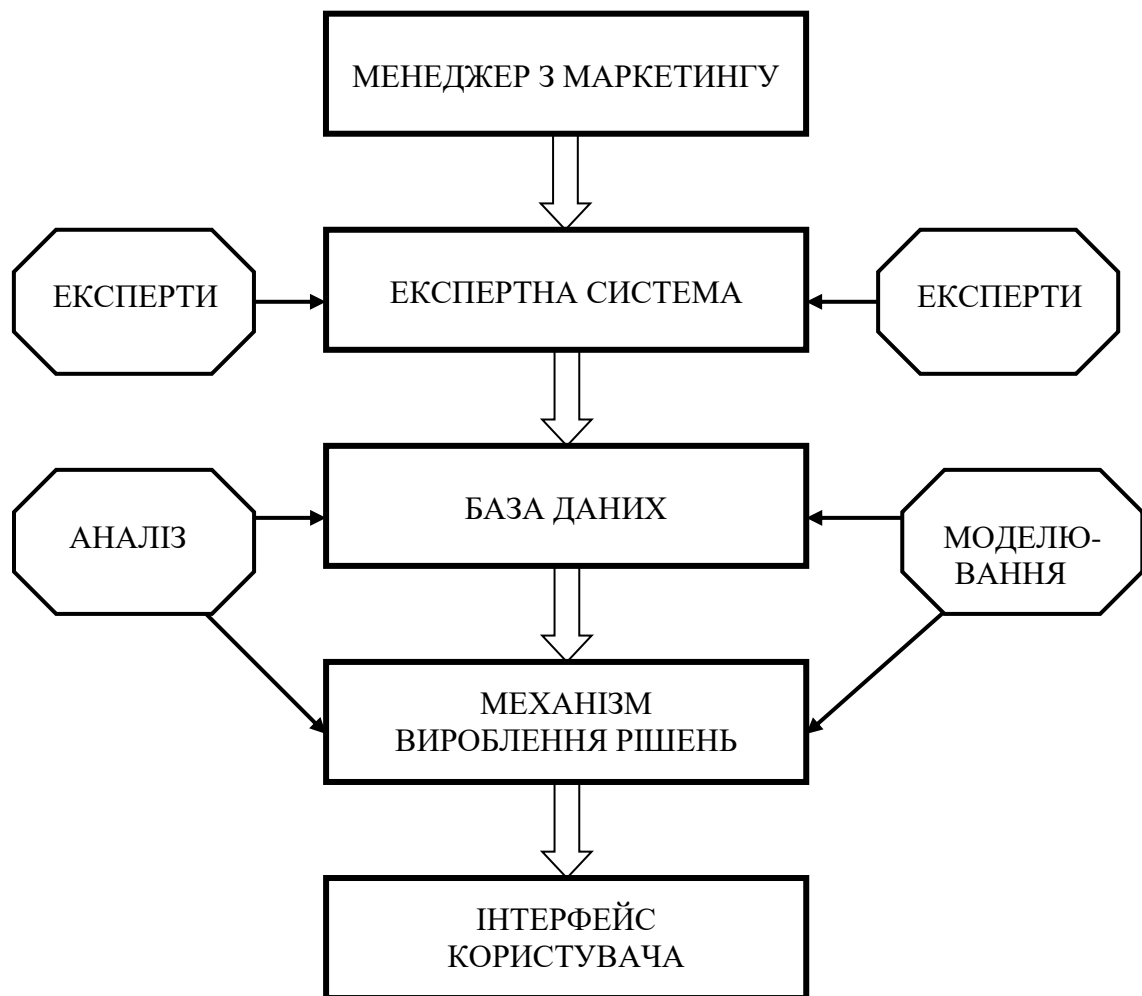 МЕНЕДЖЕР З МАРКЕТИНГУ
ЕКСПЕРТИ
ЕКСПЕРТНА СИСТЕМА
ЕКСПЕРТИ
АНАЛІЗ
БАЗА ДАНИХ
МОДЕЛЮ-
ВАННЯ
МЕХАНІЗМ
ВИРОБЛЕННЯ РІШЕНЬ
ІНТЕРФЕЙС
КОРИСТУВАЧА